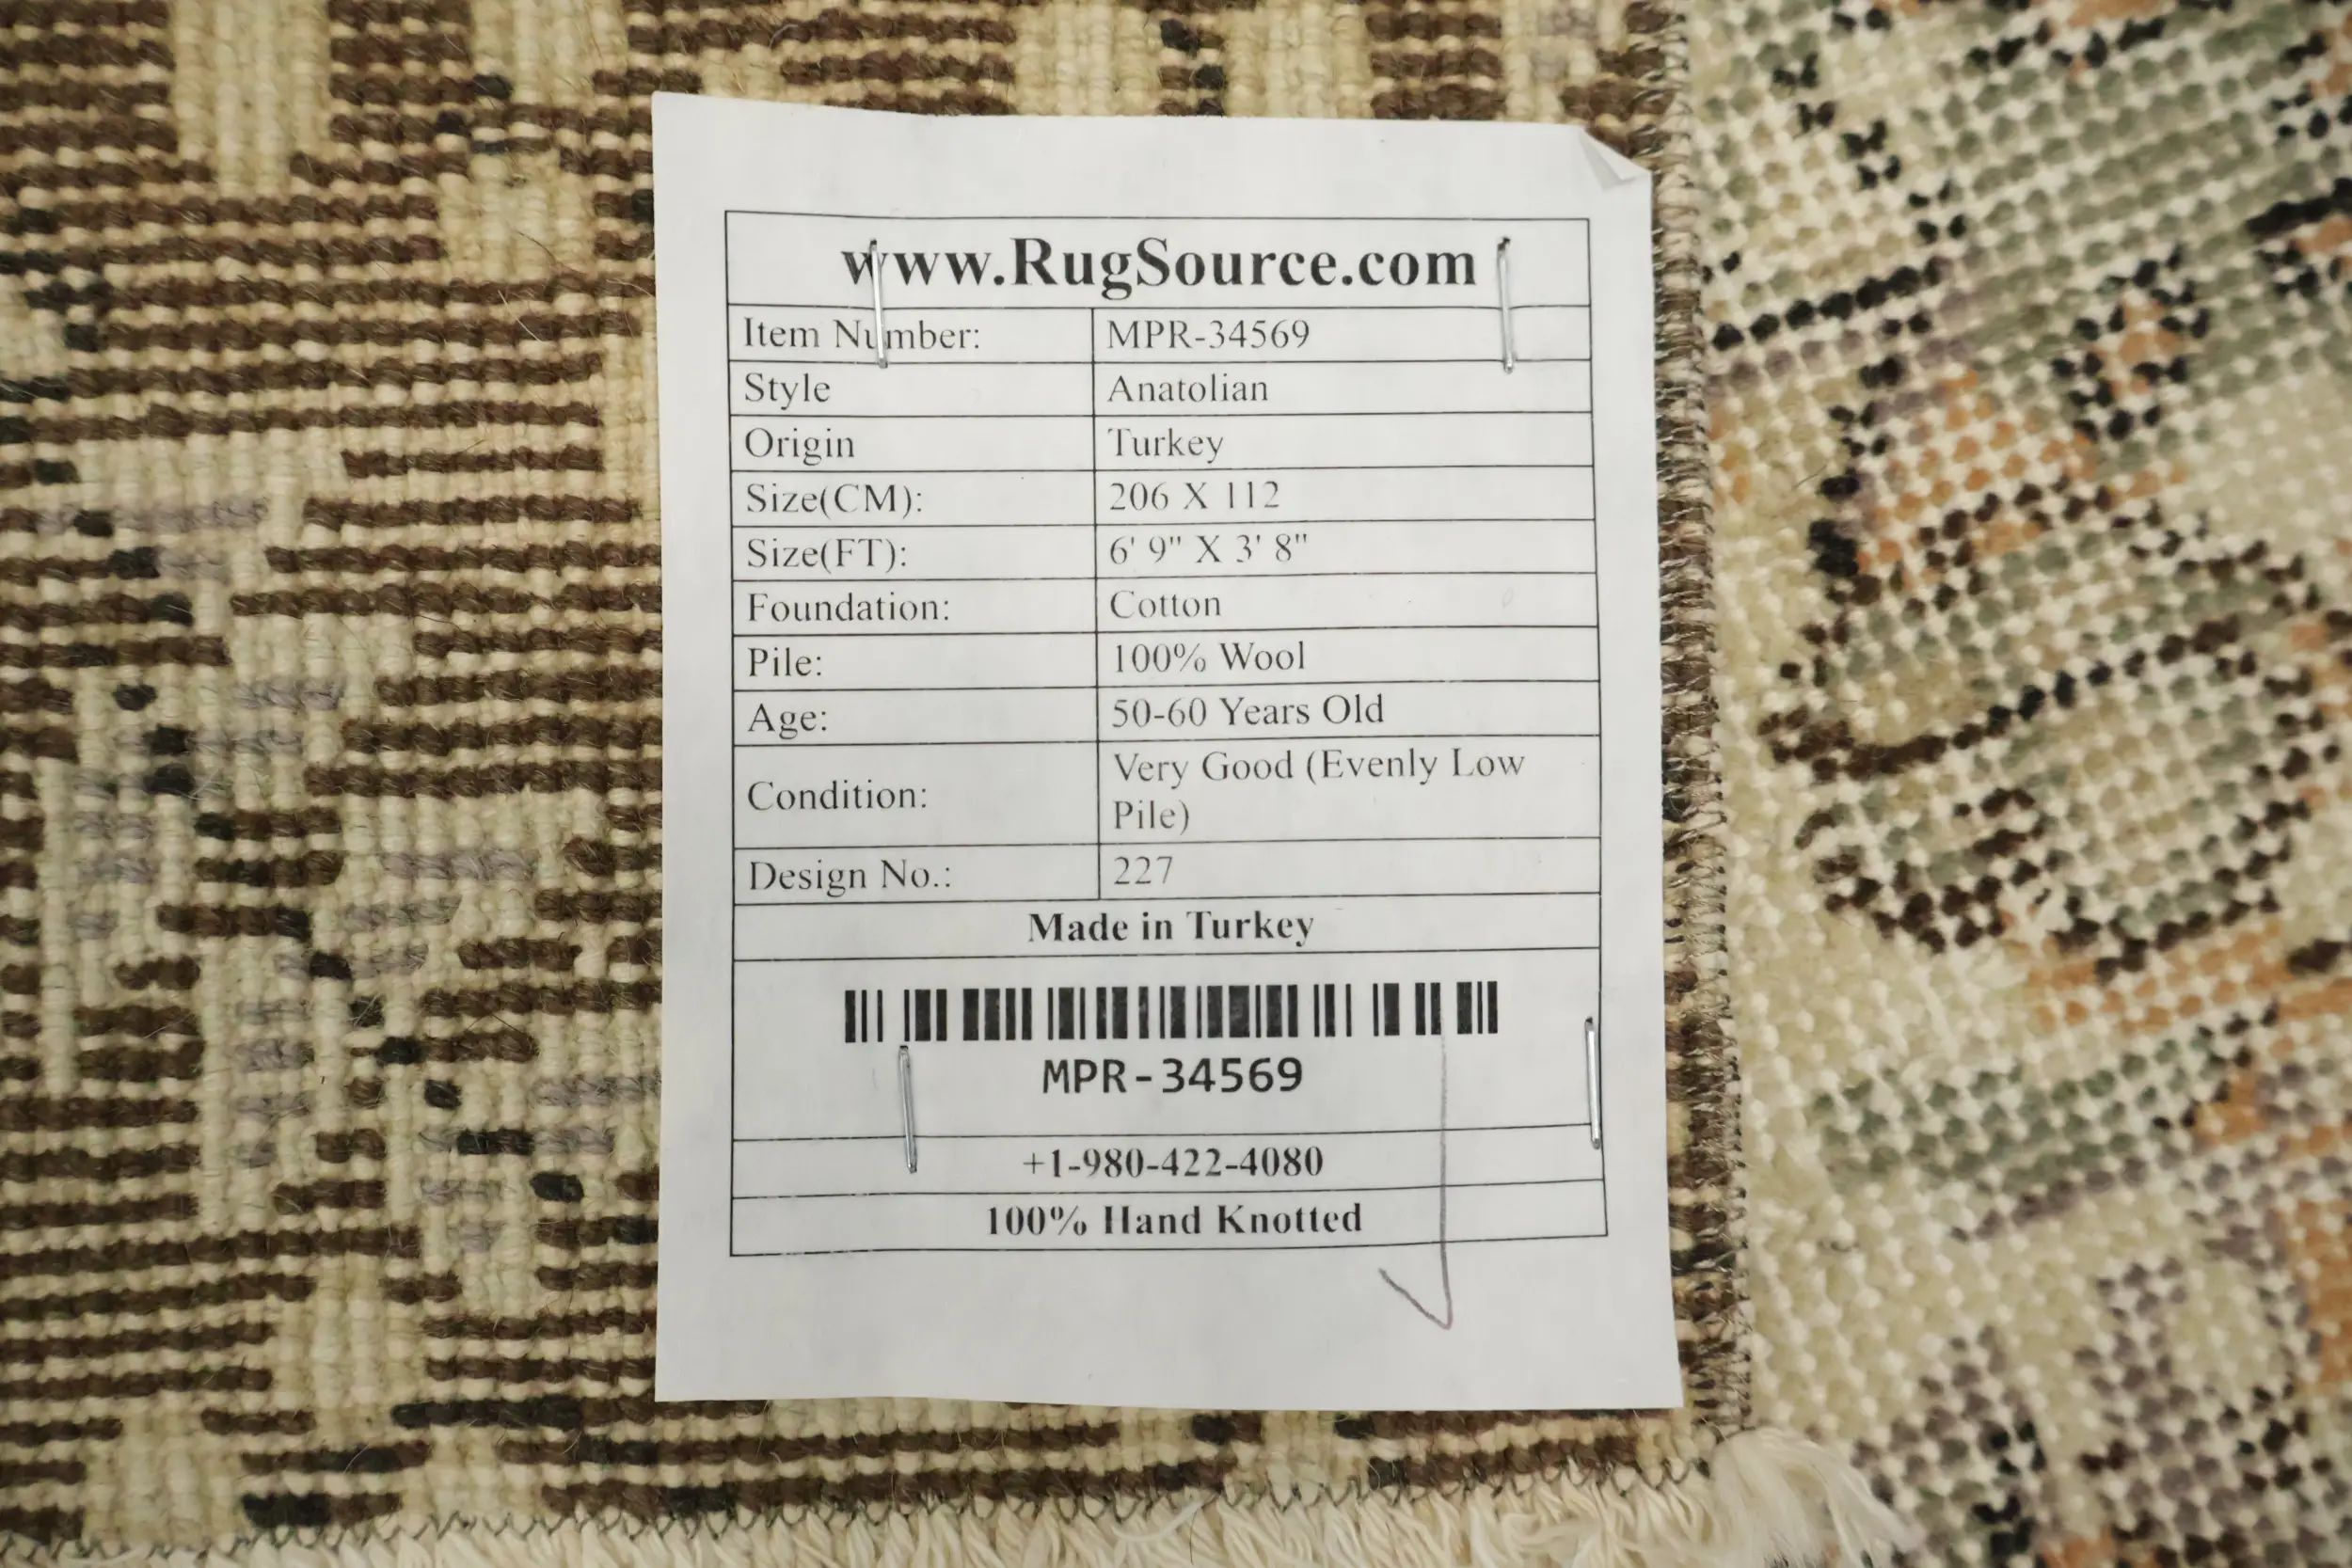 www.RugSource.com
Item Number: MPR-34569
Style Anatolian
Origin Turkey
Size(CM): 206 X 112
Size(FT): 6' 9" X 3' 8"
Foundation: Cotton
Pile: 100% Wool
Age: 50-60 Years Old
Condition: Very Good (Evenly Low
Pile)
Design No.: 227
Made in Turkey
MPR-34569
+1-980-422-4080
100% Hand Knotted